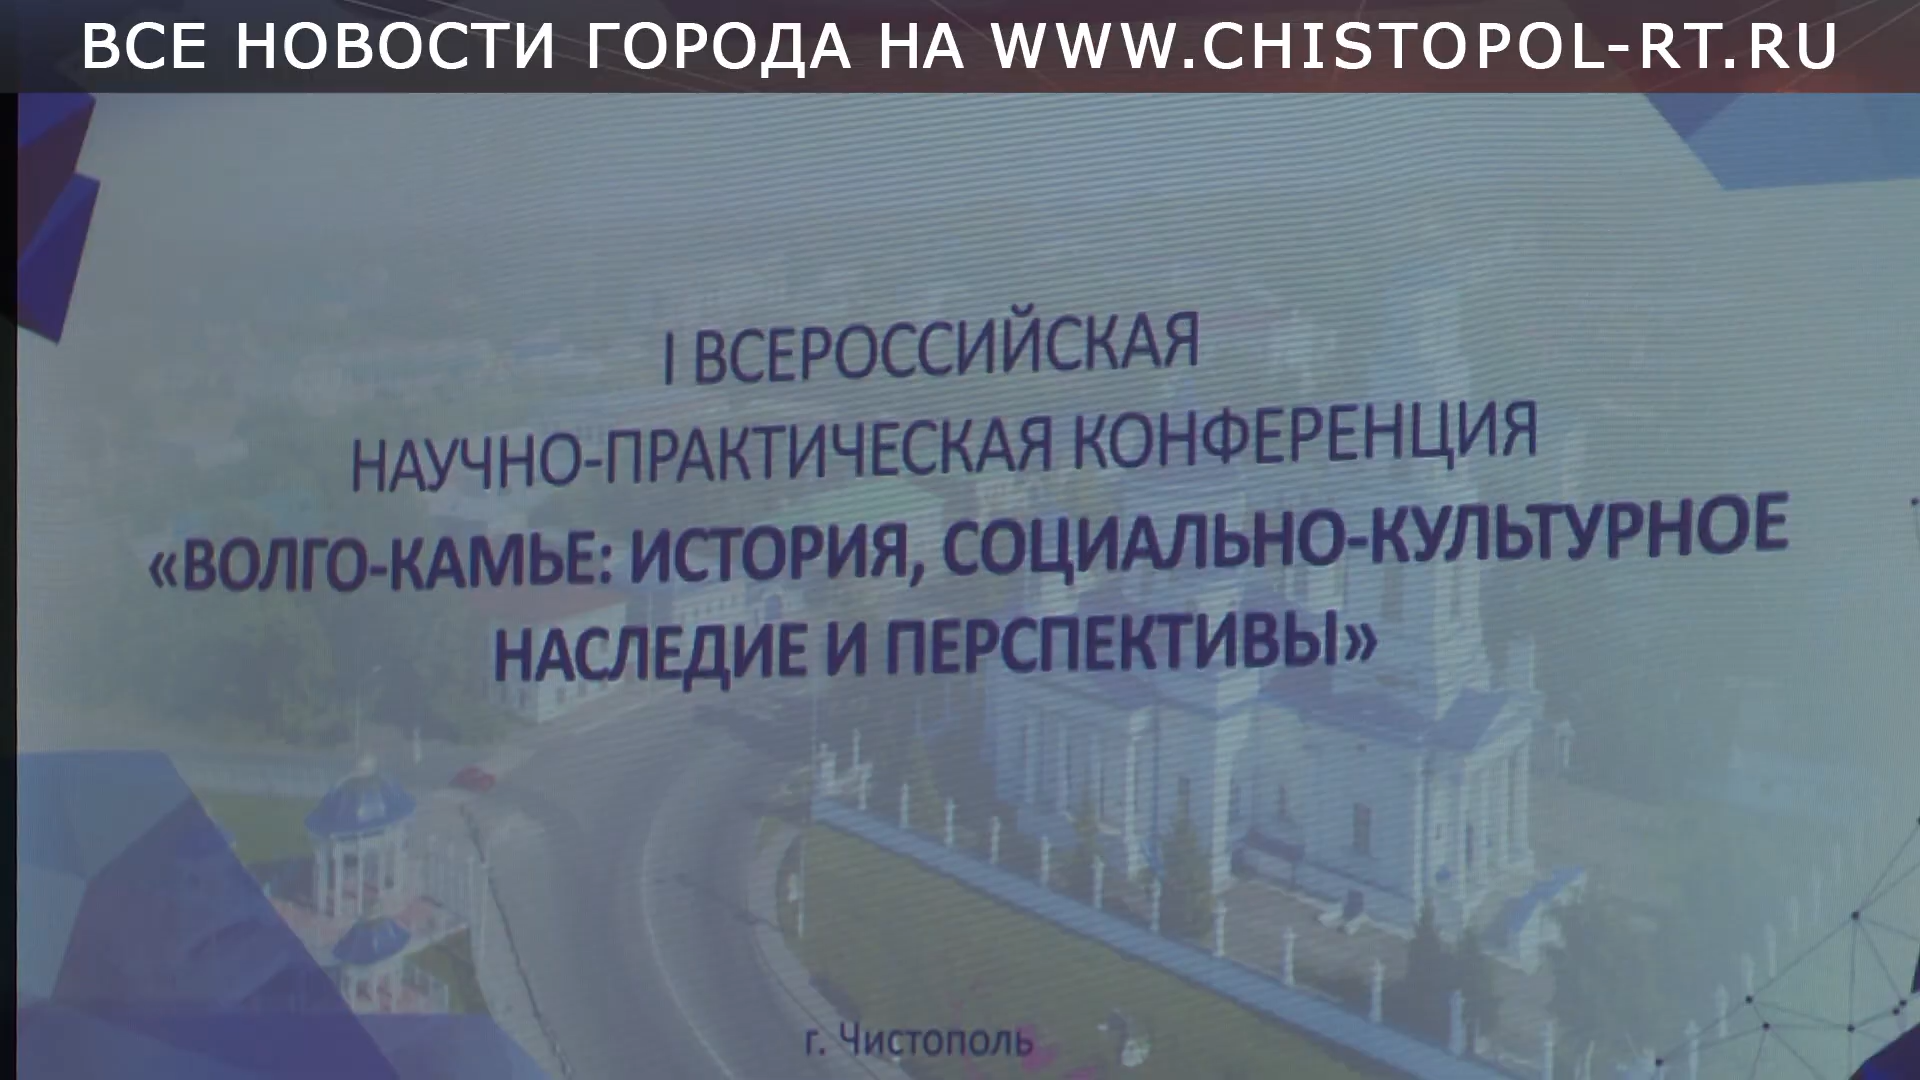 ВСЕ НОВОСТИ ГОРОДА НА WWW.CHISTOPOL-RT.RU
I ВСЕРОССИЙСКАЯ
НАУЧНО-ПРАКТИЧЕСКАЯ КОНФЕРЕНЦИЯ
«ВОЛГО-КАМЬЕ: ИСТОРИЯ, СОЦИАЛЬНО-КУЛЬТУРНОЕ
НАСЛЕДИЕ И ПЕРСПЕКТИВЫ»
г. Чистополь